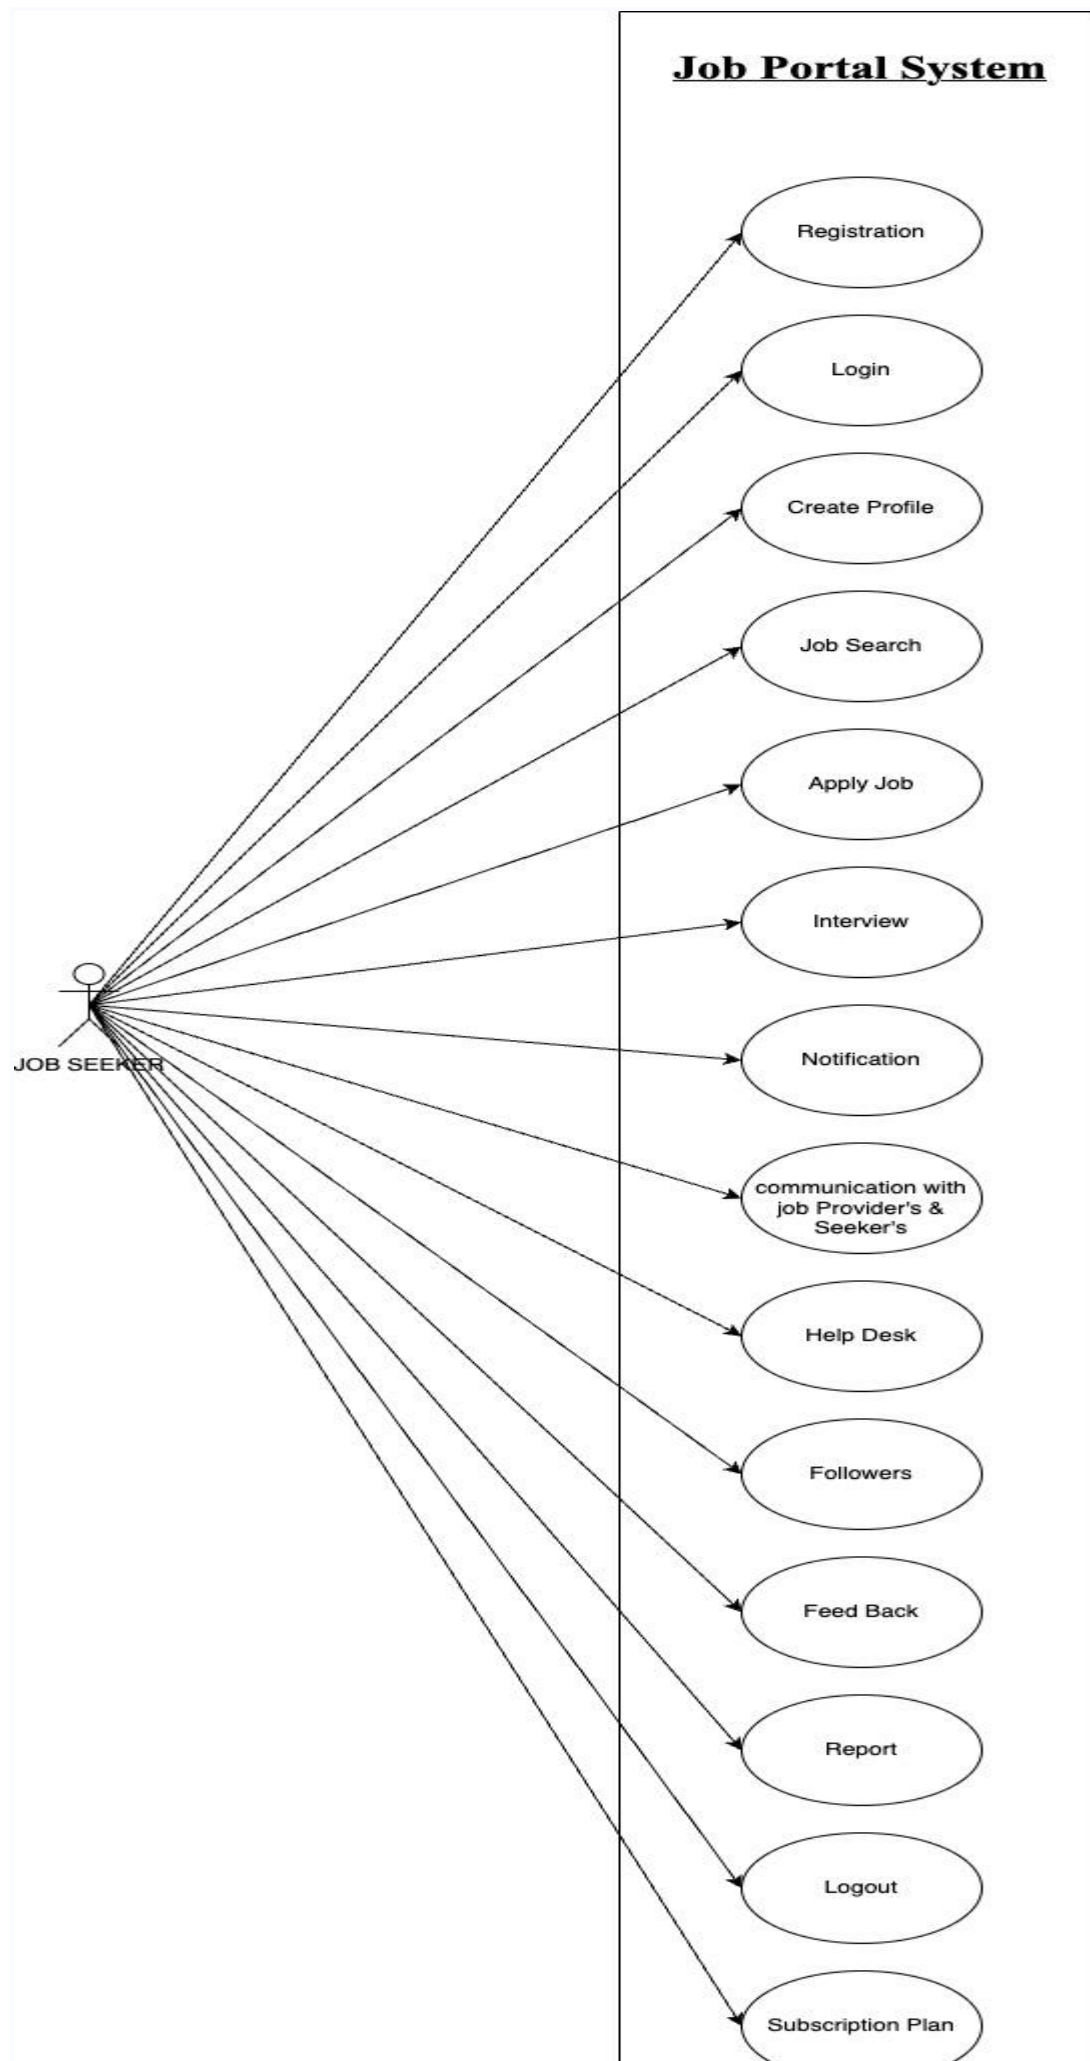 Job Portal System
Registration
Login
Create Profile
Job Search
Apply Job
Interview
JOB SEEKER
Notification
communication with
job Provider's &
Seeker's
Help Desk
Followers
Feed Back
Report
Logout
Subscription Plan